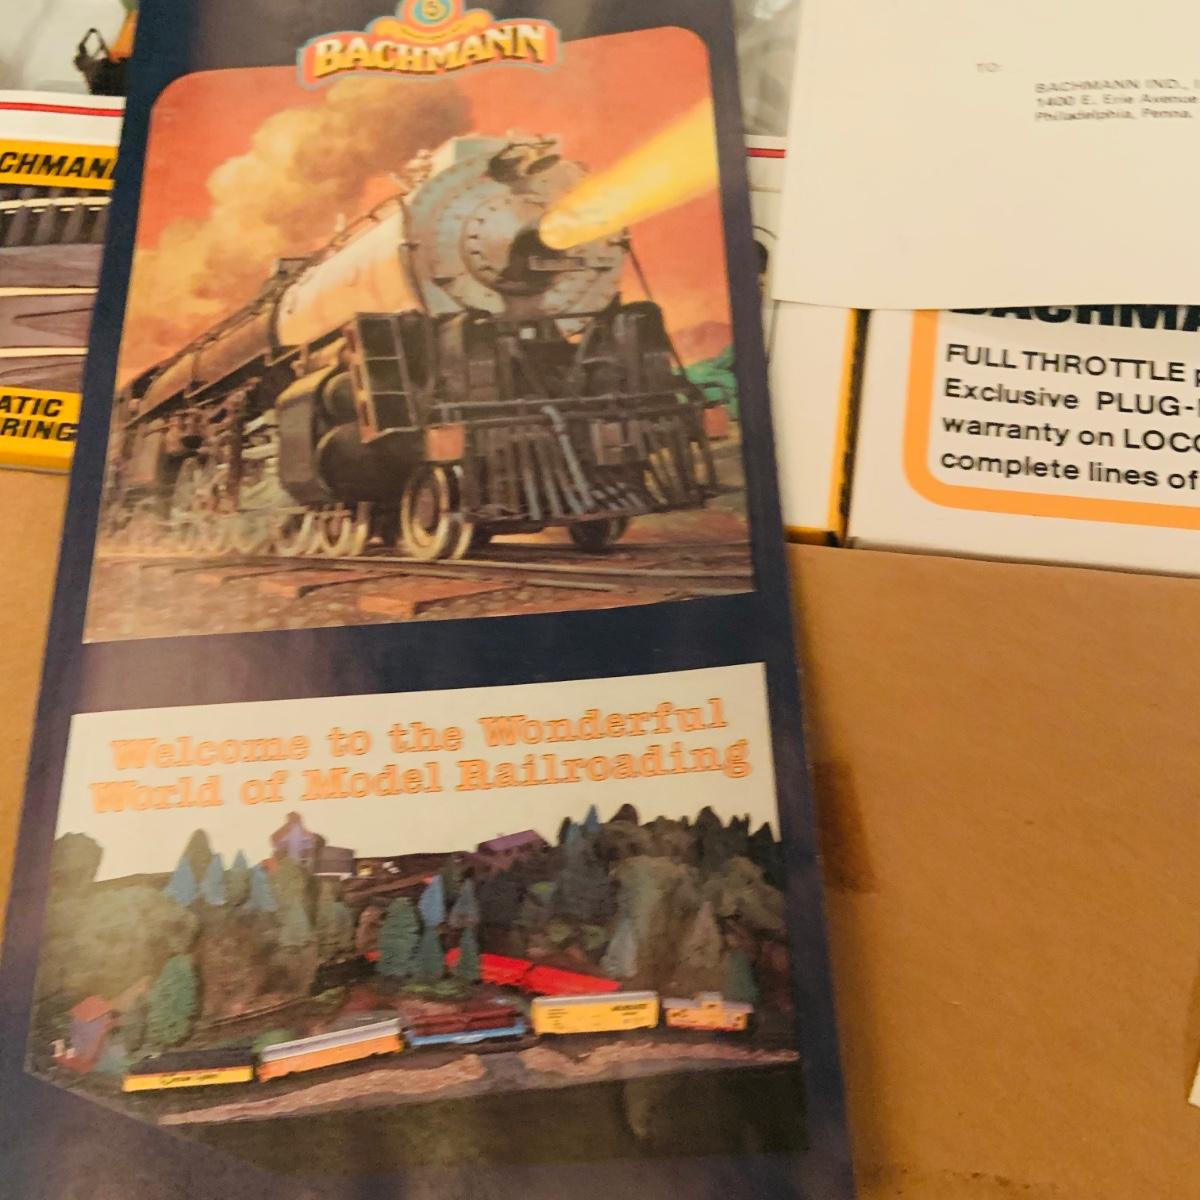 BACHMANN
TO:
BACHMANN IND., I
1400 E. Erie Avenue
Philadelphia, Penna.
CHMANN
BACHMA
FULL THROTTLE p
Exclusive PLUG-I
warranty on LOCO
complete lines of
ATIC
RING
Welcome to the Wonderful
World of Model Railroading